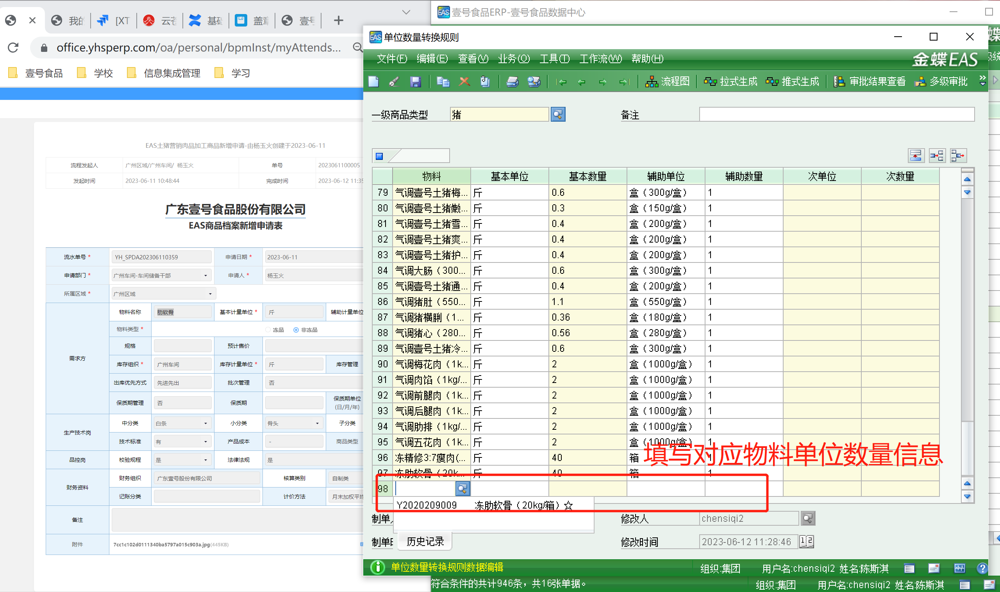 我的
[XT
云苍
基础
盖章
壹号
office.yhsperp.com/oa/personal/bpmInst/myAttends...
壹号食品
学校
信息集成管理
学习
EAS土猪营销肉品加工商品新增申请-由杨玉火创建于2023-06-11
流程发起人 广州区域/广州车间/ 杨玉火 单号 2023061100005
发起时间 2023-06-11 10:48:44 完成时间 2023-06-12 11:35
广东壹号食品股份有限公司
EAS商品档案新增申请表
流水单号 * YH_SPDA202306110359 申请日期 * 2023-06-11
申请部门 * 广州车间-车间储备干部 申请人 * 杨玉火
所属区域 * 广州区域
需求方
物料名称 肋软骨 基本计量单位 * 斤 辅助计量单位
物料类型 * 冻品 非冻品
规格 预计售价
库存组织 * 广州车间 库存计量单位 * 斤 库存管理
出库优先方式 先进先出 批次管理 否
保质期管理 否 保质期 保质期单位
(日/月/年)
生产技术岗
中分类 白条 小分类 骨头 子分类
技术标准 有 产品成本 - 商品类型
品控岗 校验规程 是 法律法规 是
财务资料
财务组织 广东壹号股份有限公司 核算类别 自制类
记账分类 计价方法 月末加权平均
备注
附件 7cc1c102d0111340ba5797a015c903a.jpg(445KB)
EAS 壹号食品ERP-壹号食品数据中心
EAS 单位数量转换规则
文件(F) 编辑(E) 查看(V) 业务(O) 工具(T) 工作流(W) 帮助(H)
金蝶EAS
流程图 拉式生成 推式生成 审批结果查看 多级审批
一级商品类型 猪 备注
物料 基本单位 基本数量 辅助单位 辅助数量 次单位 次数量
79 气调壹号土猪梅... 斤 0.6 盒（300g/盒） 1
80 气调壹号土猪嫩... 斤 0.3 盒（150g/盒） 1
81 气调壹号土猪雪... 斤 0.4 盒（200g/盒） 1
82 气调壹号土猪爽... 斤 0.4 盒（200g/盒） 1
83 气调壹号土猪护... 斤 0.4 盒（200g/盒） 1
84 气调大肠（300... 斤 0.6 盒（300g/盒） 1
85 气调壹号土猪通... 斤 0.4 盒（200g/盒） 1
86 气调猪肚（550... 斤 1.1 盒（550g/盒） 1
87 气调猪横脷（1... 斤 0.36 盒（180g/盒） 1
88 气调猪心（280... 斤 0.56 盒（280g/盒） 1
89 气调壹号土猪冷... 斤 0.6 盒（300g/盒） 1
90 气调梅花肉（1k... 斤 2 盒（1000g/盒） 1
91 气调肉馅（1kg/... 斤 2 盒（1000g/盒） 1
92 气调前腿肉（1k... 斤 2 盒（1000g/盒） 1
93 气调后腿肉（1k... 斤 2 盒（1000g/盒） 1
94 气调肋排（1kg/... 斤 2 盒（1000g/盒） 1
95 气调五花肉（1k... 斤 2 盒（1000g/盒） 1
96 冻精修3:7瘦肉(... 斤 40 箱 1
填写对应物料单位数量信息
97 冻肋软骨（20k... 斤 40 箱 1
98
Y2020209009 冻肋软骨（20kg/箱）☆
历史记录
制单人
修改人 chensiqi2
制单时
修改时间 2023-06-12 11:28:46
单位数量转换规则数据编辑
组织:集团 用户名:chensiqi2 姓名:陈斯淇
符合条件的共计946条，共16张单据。
组织:集团 用户名:chensiqi2 姓名:陈斯淇